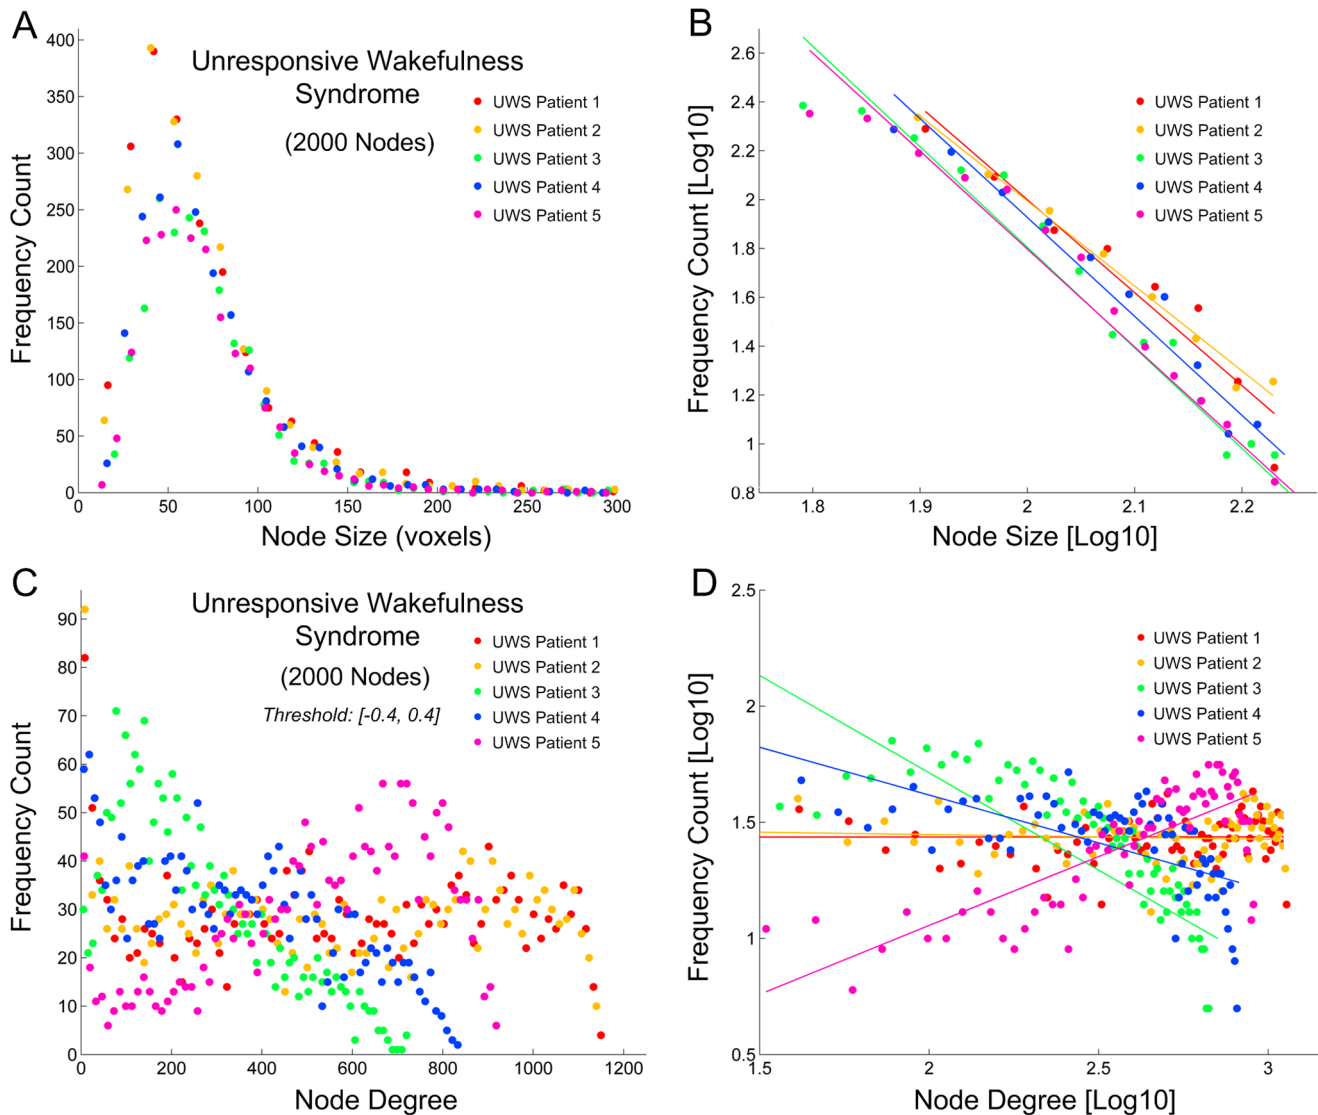 A
Unresponsive Wakefulness
Syndrome
(2000 Nodes)
UWS Patient 1
UWS Patient 2
UWS Patient 3
UWS Patient 4
UWS Patient 5
Frequency Count
400
350
300
250
200
150
100
50
0
0 50 100 150 200 250 300
Node Size (voxels)
B
UWS Patient 1
UWS Patient 2
UWS Patient 3
UWS Patient 4
UWS Patient 5
Frequency Count [Log10]
2.6
2.4
2.2
2
1.8
1.6
1.4
1.2
1
0.8
1.8 1.9 2 2.1 2.2
Node Size [Log10]
C
Unresponsive Wakefulness
Syndrome
(2000 Nodes)
Threshold: [-0.4, 0.4]
UWS Patient 1
UWS Patient 2
UWS Patient 3
UWS Patient 4
UWS Patient 5
Frequency Count
90
80
70
60
50
40
30
20
10
0
0 200 400 600 800 1000 1200
Node Degree
D
UWS Patient 1
UWS Patient 2
UWS Patient 3
UWS Patient 4
UWS Patient 5
Frequency Count [Log10]
2.5
2
1.5
1
0.5
1.5 2 2.5 3
Node Degree [Log10]